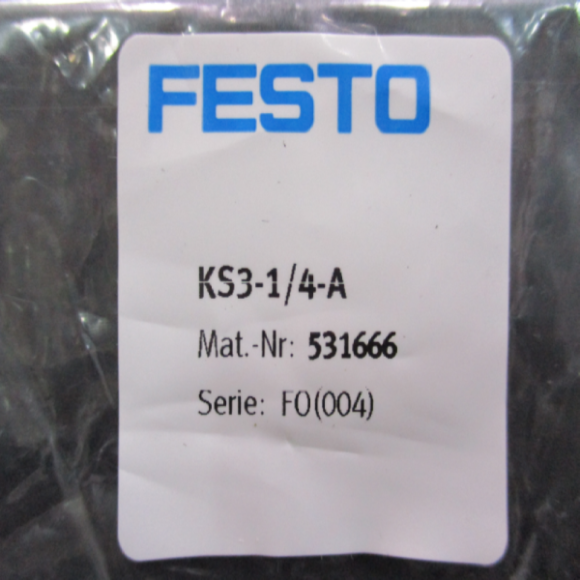 FESTO
KS3-1/4-A
Mat.-Nr: 531666
Serie: FO(004)